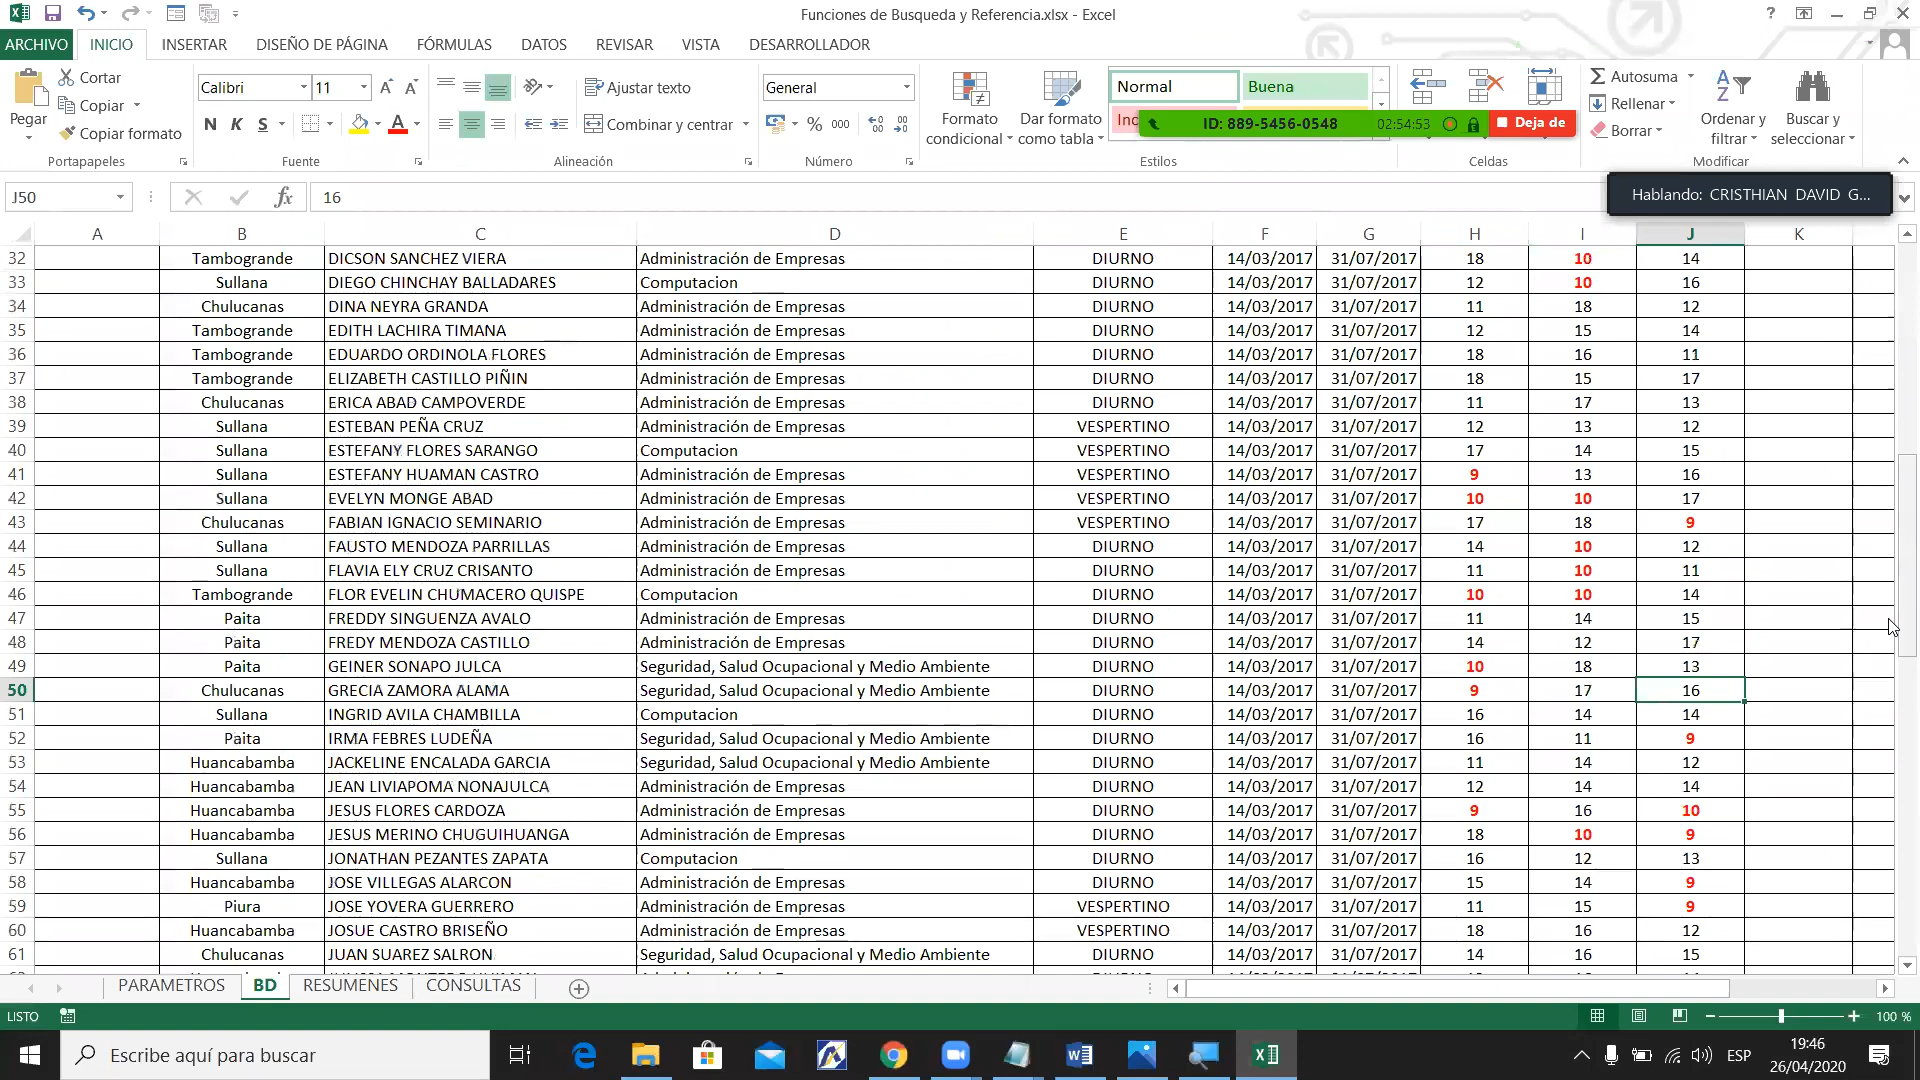 Funciones de Busqueda y Referencia.xlsx - Excel
ARCHIVO INICIO INSERTAR DISEÑO DE PÁGINA FÓRMULAS DATOS REVISAR VISTA DESARROLLADOR
Pegar Cortar Copiar Copiar formato Portapapeles
Calibri 11 N K S Fuente
Ajustar texto Combinar y centrar Alineación
General % 000 Número
Formato condicional Dar formato como tabla Normal Buena Inc Estilos
ID: 889-5456-0548 02:54:53 Deja de
Celdas
Autosuma Rellenar Borrar Ordenar y filtrar Buscar y seleccionar Modificar
J50 fx 16
Hablando: CRISTHIAN DAVID G...
A B C D E F G H I J K
32 Tambogrande DICSON SANCHEZ VIERA Administración de Empresas DIURNO 14/03/2017 31/07/2017 18 10 14
33 Sullana DIEGO CHINCHAY BALLADARES Computacion DIURNO 14/03/2017 31/07/2017 12 10 16
34 Chulucanas DINA NEYRA GRANDA Administración de Empresas DIURNO 14/03/2017 31/07/2017 11 18 12
35 Tambogrande EDITH LACHIRA TIMANA Administración de Empresas DIURNO 14/03/2017 31/07/2017 12 15 14
36 Tambogrande EDUARDO ORDINOLA FLORES Administración de Empresas DIURNO 14/03/2017 31/07/2017 18 16 11
37 Tambogrande ELIZABETH CASTILLO PIÑIN Administración de Empresas DIURNO 14/03/2017 31/07/2017 18 15 17
38 Chulucanas ERICA ABAD CAMPOVERDE Administración de Empresas DIURNO 14/03/2017 31/07/2017 11 17 13
39 Sullana ESTEBAN PEÑA CRUZ Administración de Empresas VESPERTINO 14/03/2017 31/07/2017 12 13 12
40 Sullana ESTEFANY FLORES SARANGO Computacion VESPERTINO 14/03/2017 31/07/2017 17 14 15
41 Sullana ESTEFANY HUAMAN CASTRO Administración de Empresas VESPERTINO 14/03/2017 31/07/2017 9 13 16
42 Sullana EVELYN MONGE ABAD Administración de Empresas VESPERTINO 14/03/2017 31/07/2017 10 10 17
43 Chulucanas FABIAN IGNACIO SEMINARIO Administración de Empresas VESPERTINO 14/03/2017 31/07/2017 17 18 9
44 Sullana FAUSTO MENDOZA PARRILLAS Administración de Empresas DIURNO 14/03/2017 31/07/2017 14 10 12
45 Sullana FLAVIA ELY CRUZ CRISANTO Administración de Empresas DIURNO 14/03/2017 31/07/2017 11 10 11
46 Tambogrande FLOR EVELIN CHUMACERO QUISPE Computacion DIURNO 14/03/2017 31/07/2017 10 10 14
47 Paita FREDDY SINGUENZA AVALO Administración de Empresas DIURNO 14/03/2017 31/07/2017 11 14 15
48 Paita FREDY MENDOZA CASTILLO Administración de Empresas DIURNO 14/03/2017 31/07/2017 14 12 17
49 Paita GEINER SONAPO JULCA Seguridad, Salud Ocupacional y Medio Ambiente DIURNO 14/03/2017 31/07/2017 10 18 13
50 Chulucanas GRECIA ZAMORA ALAMA Seguridad, Salud Ocupacional y Medio Ambiente DIURNO 14/03/2017 31/07/2017 9 17 16
51 Sullana INGRID AVILA CHAMBILLA Computacion DIURNO 14/03/2017 31/07/2017 16 14 14
52 Paita IRMA FEBRES LUDEÑA Seguridad, Salud Ocupacional y Medio Ambiente DIURNO 14/03/2017 31/07/2017 16 11 9
53 Huancabamba JACKELINE ENCALADA GARCIA Seguridad, Salud Ocupacional y Medio Ambiente DIURNO 14/03/2017 31/07/2017 11 14 12
54 Huancabamba JEAN LIVIAPOMA NONAJULCA Administración de Empresas DIURNO 14/03/2017 31/07/2017 12 14 14
55 Huancabamba JESUS FLORES CARDOZA Administración de Empresas DIURNO 14/03/2017 31/07/2017 9 16 10
56 Huancabamba JESUS MERINO CHUGUIHUANGA Administración de Empresas DIURNO 14/03/2017 31/07/2017 18 10 9
57 Sullana JONATHAN PEZANTES ZAPATA Computacion DIURNO 14/03/2017 31/07/2017 16 12 13
58 Huancabamba JOSE VILLEGAS ALARCON Administración de Empresas DIURNO 14/03/2017 31/07/2017 15 14 9
59 Piura JOSE YOVERA GUERRERO Administración de Empresas VESPERTINO 14/03/2017 31/07/2017 11 15 9
60 Huancabamba JOSUE CASTRO BRISEÑO Administración de Empresas VESPERTINO 14/03/2017 31/07/2017 18 16 12
61 Chulucanas JUAN SUAREZ SALRON Seguridad, Salud Ocupacional y Medio Ambiente DIURNO 14/03/2017 31/07/2017 14 16 15
PARAMETROS BD RESUMENES CONSULTAS
LISTO 100 %
Escribe aquí para buscar
ESP 19:46
26/04/2020